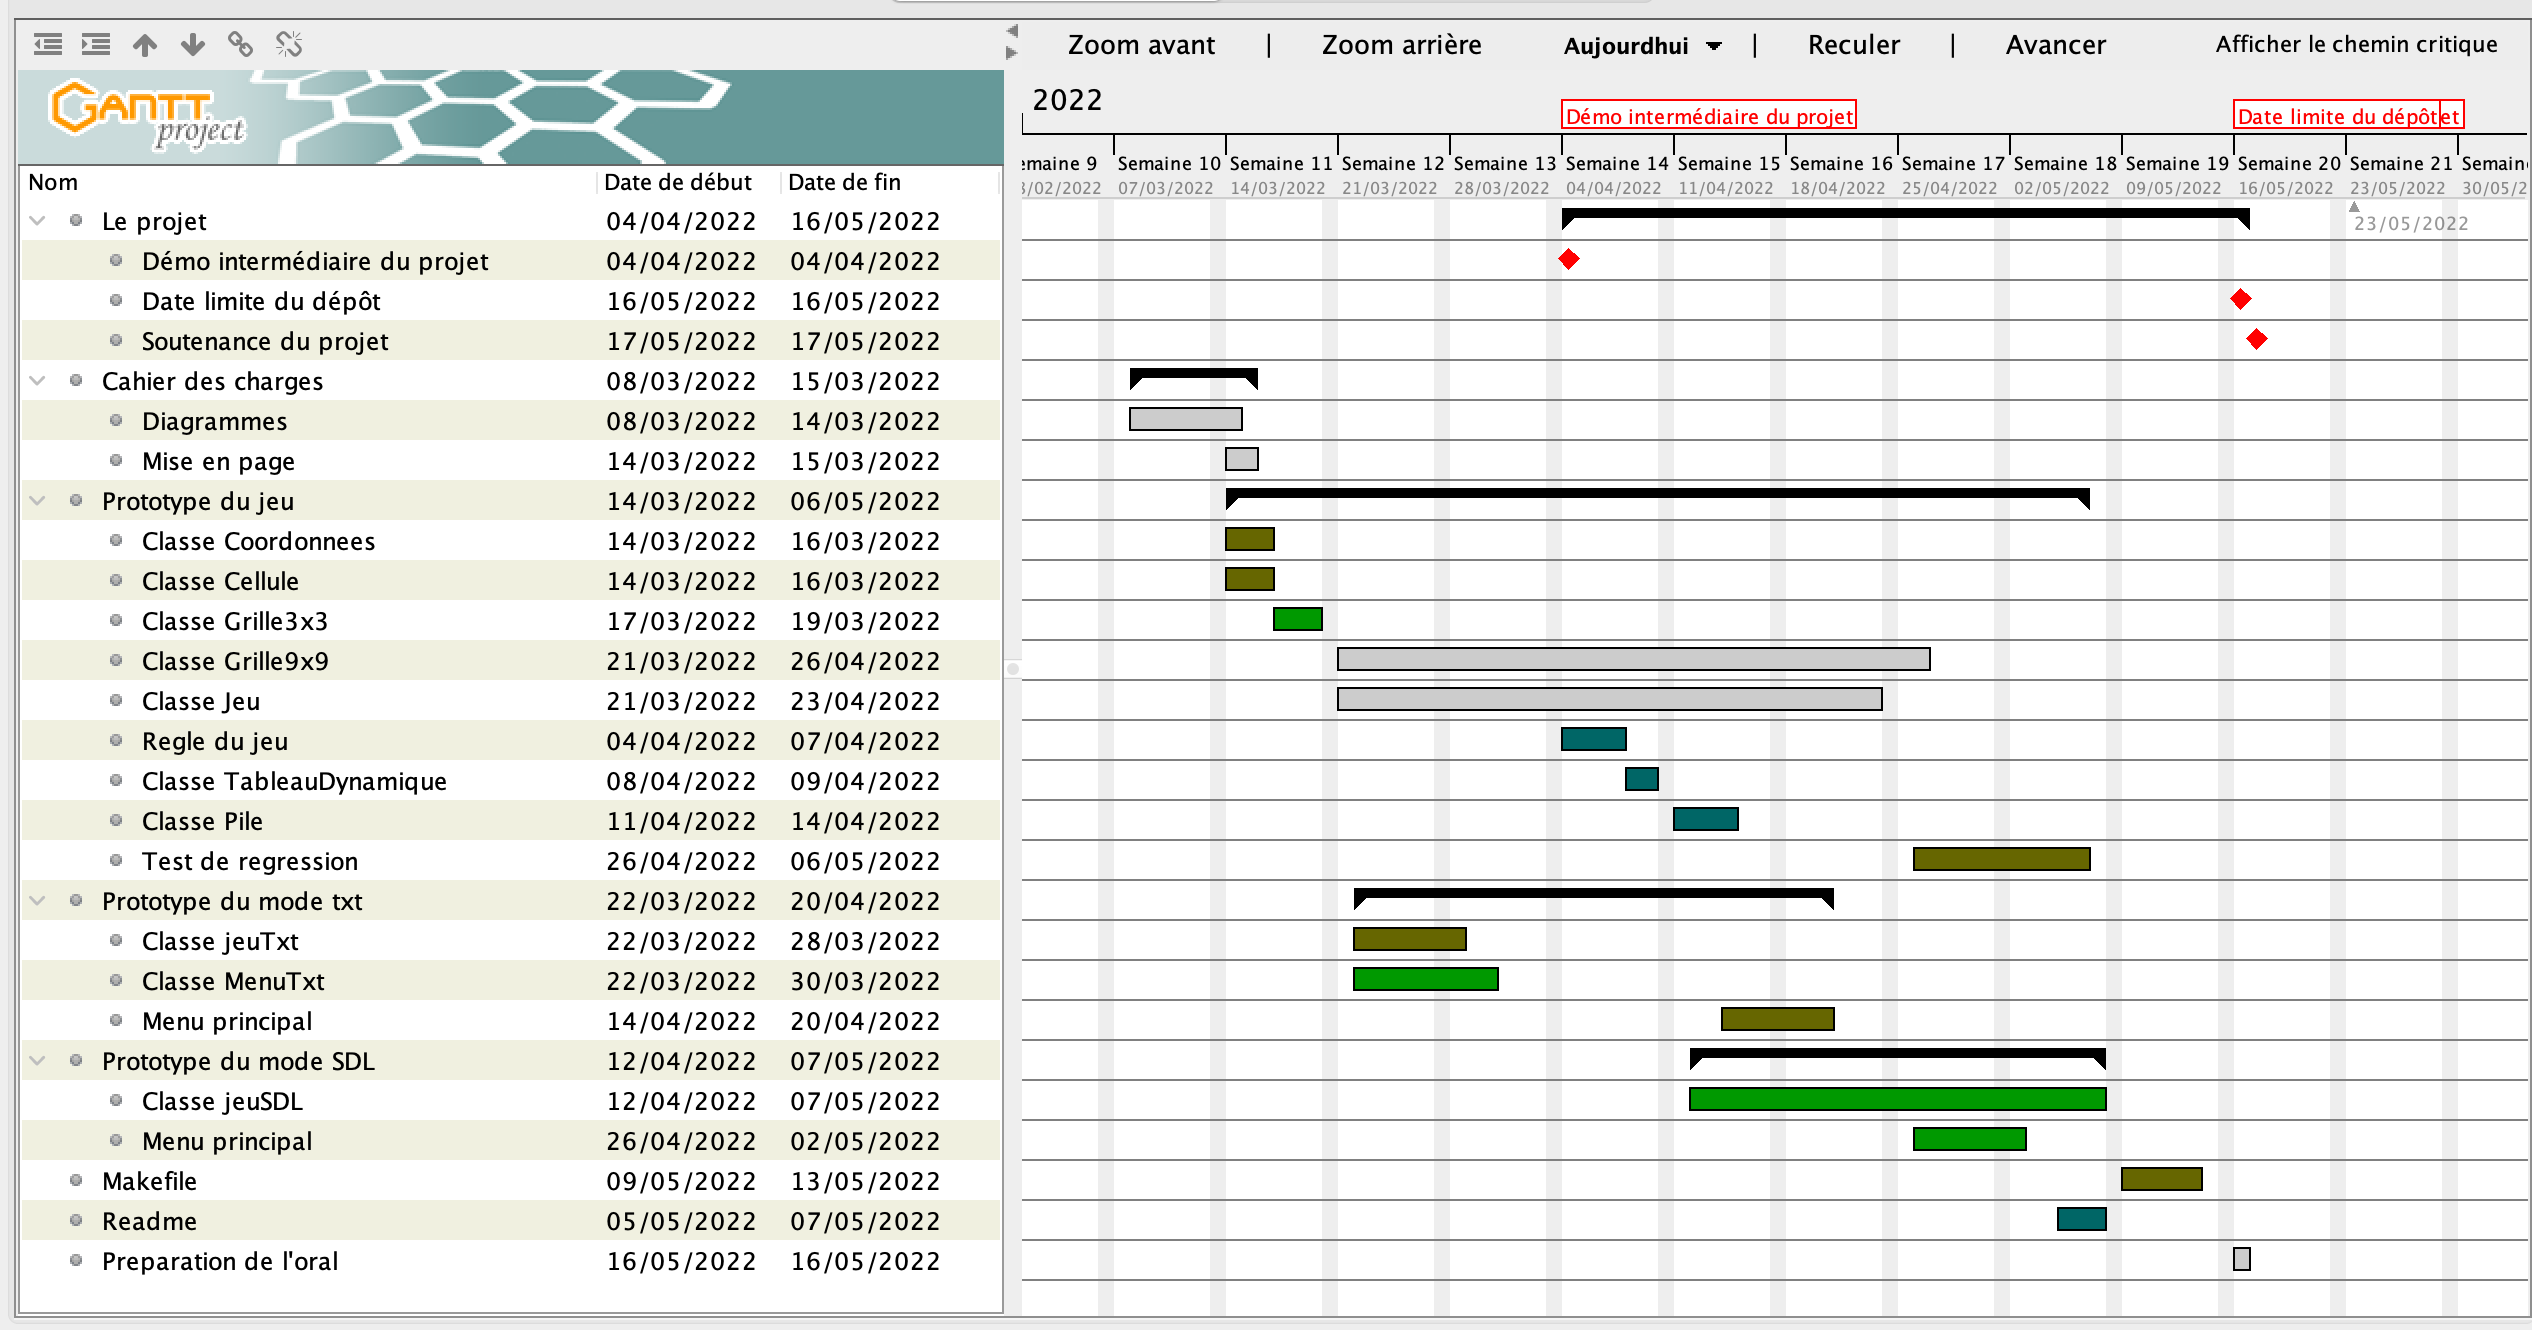 Zoom avant | Zoom arrière Aujourdhui | Reculer | Avancer Afficher le chemin critique
GANTT
project
2022
Démo intermédiaire du projet Date limite du dépôt et
emaine 9 Semaine 10 Semaine 11 Semaine 12 Semaine 13 Semaine 14 Semaine 15 Semaine 16 Semaine 17 Semaine 18 Semaine 19 Semaine 20 Semaine 21 Semain
/02/2022 07/03/2022 14/03/2022 21/03/2022 28/03/2022 04/04/2022 11/04/2022 18/04/2022 25/04/2022 02/05/2022 09/05/2022 16/05/2022 23/05/2022 30/05/2
Nom Date de début Date de fin
Le projet 04/04/2022 16/05/2022 23/05/2022
Démo intermédiaire du projet 04/04/2022 04/04/2022
Date limite du dépôt 16/05/2022 16/05/2022
Soutenance du projet 17/05/2022 17/05/2022
Cahier des charges 08/03/2022 15/03/2022
Diagrammes 08/03/2022 14/03/2022
Mise en page 14/03/2022 15/03/2022
Prototype du jeu 14/03/2022 06/05/2022
Classe Coordonnees 14/03/2022 16/03/2022
Classe Cellule 14/03/2022 16/03/2022
Classe Grille3x3 17/03/2022 19/03/2022
Classe Grille9x9 21/03/2022 26/04/2022
Classe Jeu 21/03/2022 23/04/2022
Regle du jeu 04/04/2022 07/04/2022
Classe TableauDynamique 08/04/2022 09/04/2022
Classe Pile 11/04/2022 14/04/2022
Test de regression 26/04/2022 06/05/2022
Prototype du mode txt 22/03/2022 20/04/2022
Classe jeuTxt 22/03/2022 28/03/2022
Classe MenuTxt 22/03/2022 30/03/2022
Menu principal 14/04/2022 20/04/2022
Prototype du mode SDL 12/04/2022 07/05/2022
Classe jeuSDL 12/04/2022 07/05/2022
Menu principal 26/04/2022 02/05/2022
Makefile 09/05/2022 13/05/2022
Readme 05/05/2022 07/05/2022
Preparation de l'oral 16/05/2022 16/05/2022